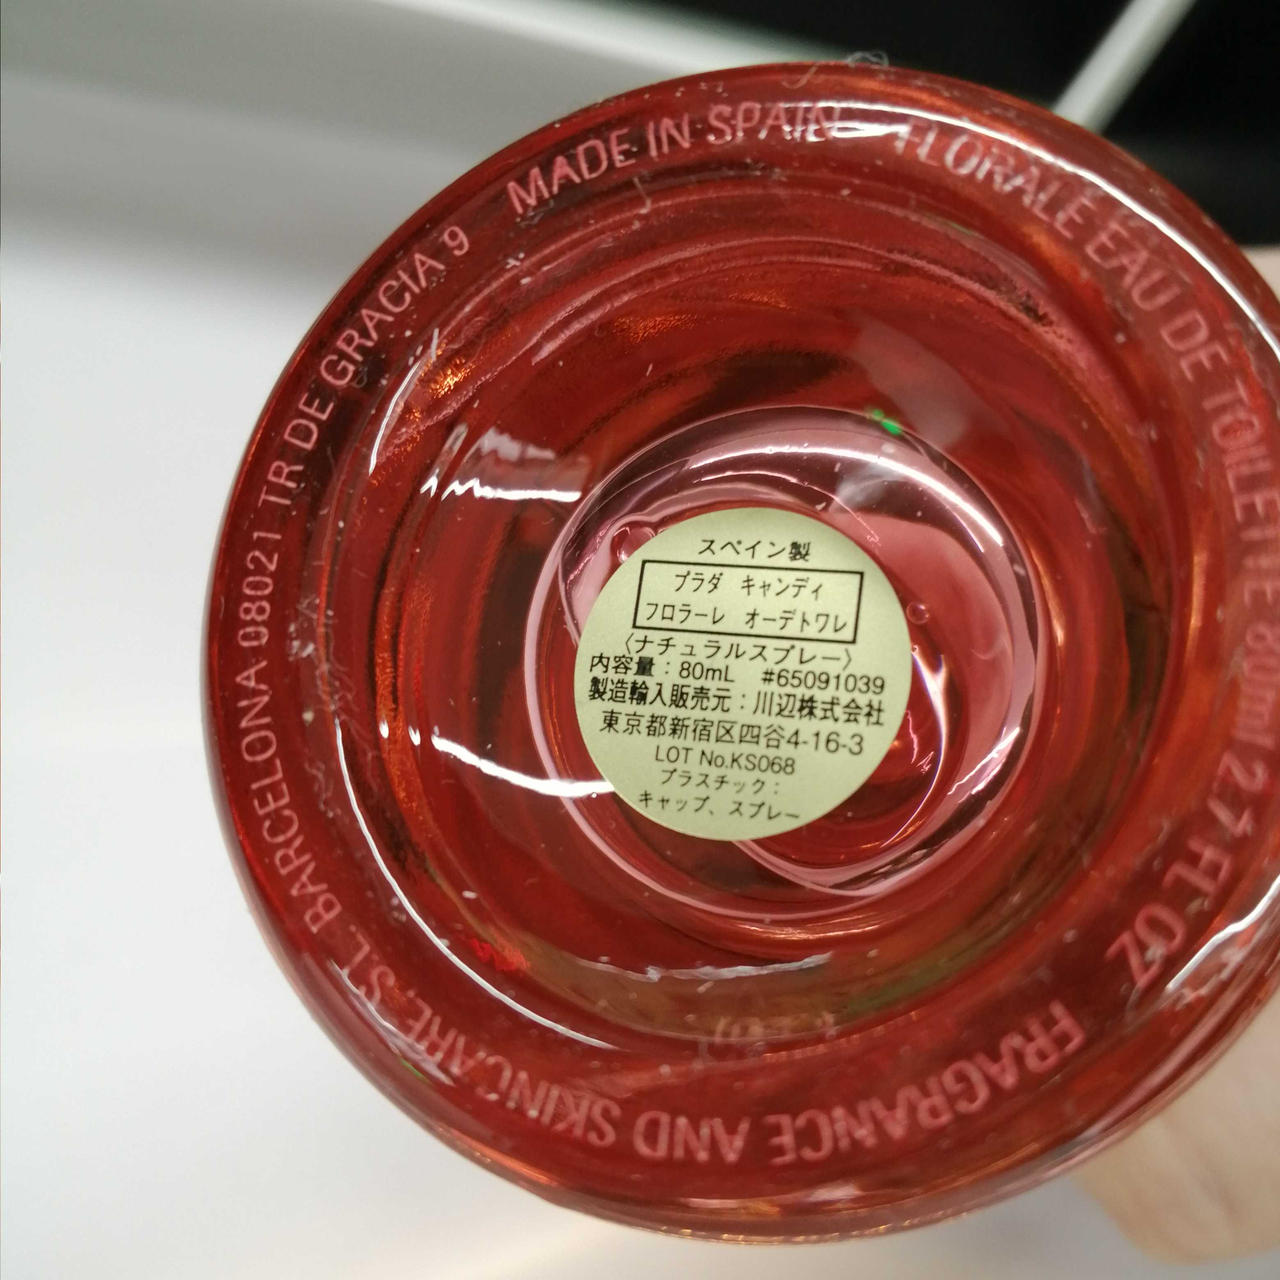 MADE IN SPAIN
FLORALE EAU DE TOILETTE 80ml 2.7 FL OZ
FRAGRANCE AND SKINCARE, S.L. BARCELONA 08021 TR DE GRACIA 9
スペイン製
プラダ キャンディ
フロラーレ オーデトワレ
〈ナチュラルスプレー〉
内容量：80mL #65091039
製造輸入販売元：川辺株式会社
東京都新宿区四谷4-16-3
LOT No.KS068
プラスチック：
キャップ、スプレー